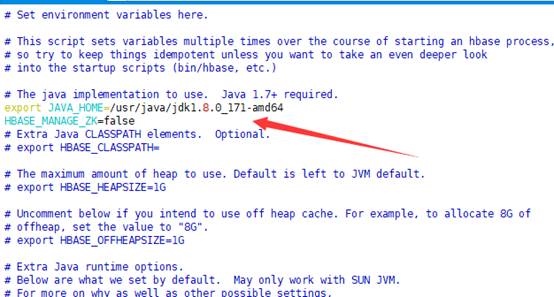 # Set environment variables here.
# This script sets variables multiple times over the course of starting an hbase process,
# so try to keep things idempotent unless you want to take an even deeper look
# into the startup scripts (bin/hbase, etc.)
# The java implementation to use.  Java 1.7+ required.
export JAVA_HOME=/usr/java/jdk1.8.0_171-amd64
HBASE_MANAGE_ZK=false
# Extra Java CLASSPATH elements.  Optional.
# export HBASE_CLASSPATH=
# The maximum amount of heap to use. Default is left to JVM default.
# export HBASE_HEAPSIZE=1G
# Uncomment below if you intend to use off heap cache. For example, to allocate 8G of
# offheap, set the value to "8G".
# export HBASE_OFFHEAPSIZE=1G
# Extra Java runtime options.
# Below are what we set by default.  May only work with SUN JVM.
# For more on why as well as other possible settings,